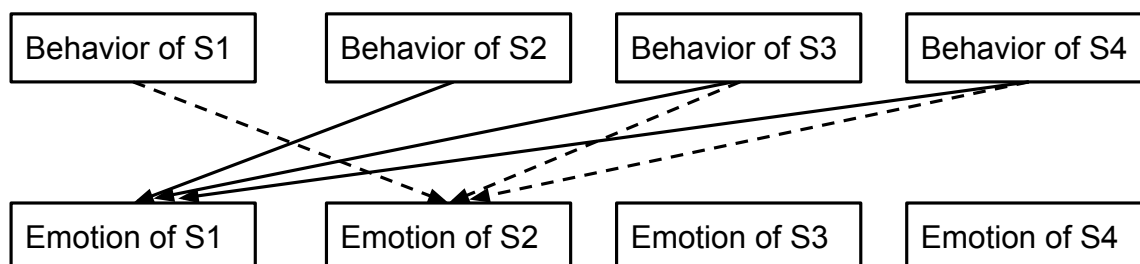 Behavior of S1
Behavior of S2
Behavior of S3
Behavior of S4
Emotion of S1
Emotion of S2
Emotion of S3
Emotion of S4